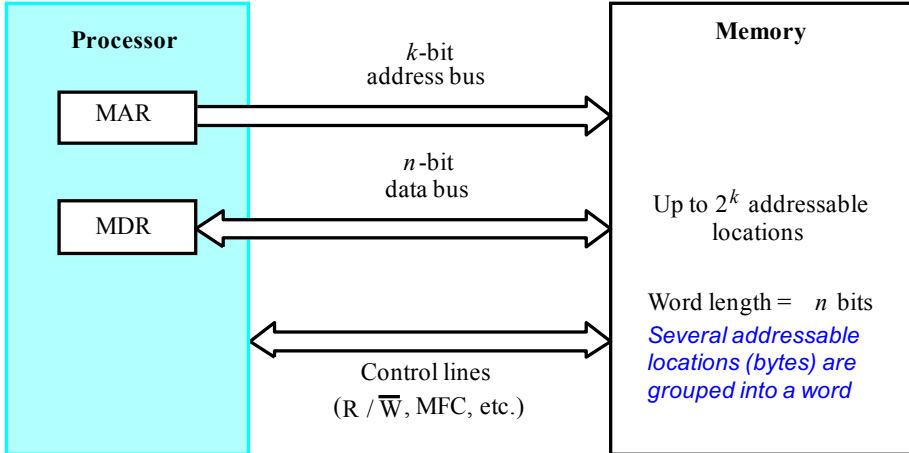 Processor
Memory
k-bit
address bus
MAR
n-bit
data bus
MDR
Up to 2^k addressable
locations
Word length = n bits
Several addressable
locations (bytes) are
grouped into a word
Control lines
(R / W̅, MFC, etc.)